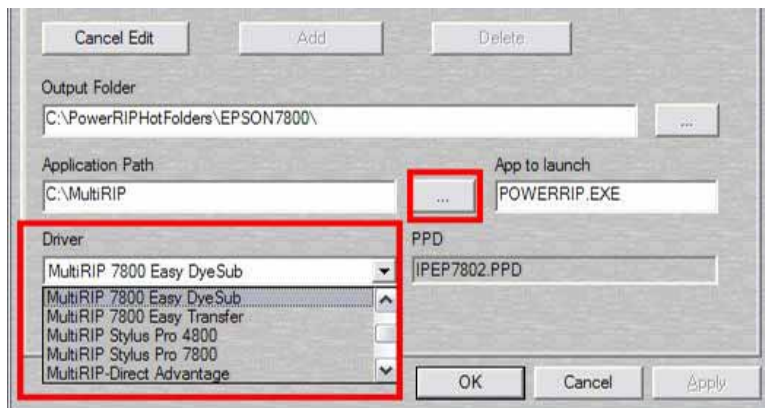 Cancel Edit Add Delete
Output Folder
C:\PowerRIPHotFolders\EPSON7800\ ...
Application Path App to launch
C:\MultiRIP ... POWERRIP.EXE
Driver PPD
MultiRIP 7800 Easy DyeSub IPEP7802.PPD
MultiRIP 7800 Easy DyeSub
MultiRIP 7800 Easy Transfer
MultiRIP Stylus Pro 4800
MultiRIP Stylus Pro 7800
MultiRIP-Direct Advantage
OK Cancel Apply